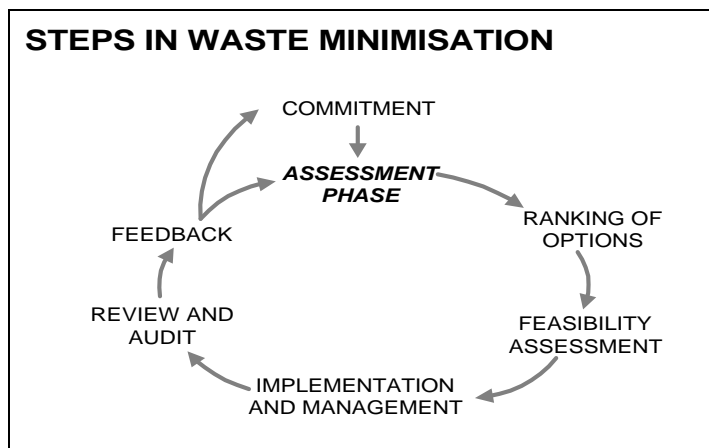 STEPS IN WASTE MINIMISATION
COMMITMENT
ASSESSMENT
PHASE
RANKING OF
OPTIONS
FEASIBILITY
ASSESSMENT
IMPLEMENTATION
AND MANAGEMENT
REVIEW AND
AUDIT
FEEDBACK